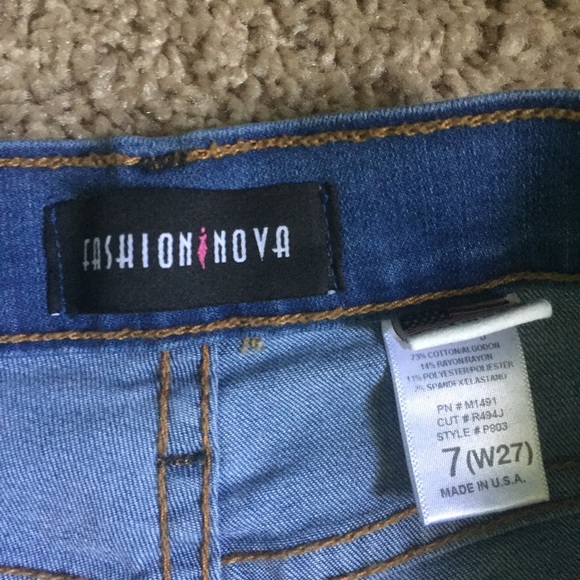 FASHION NOVA
73% COTTON/ALGODON
14% RAYON/RAYON
11% POLYESTER/POLIESTER
2% SPANDEX/ELASTANO
PN # M1491
CUT # R494J
STYLE # P803
7 (W27)
MADE IN U.S.A.